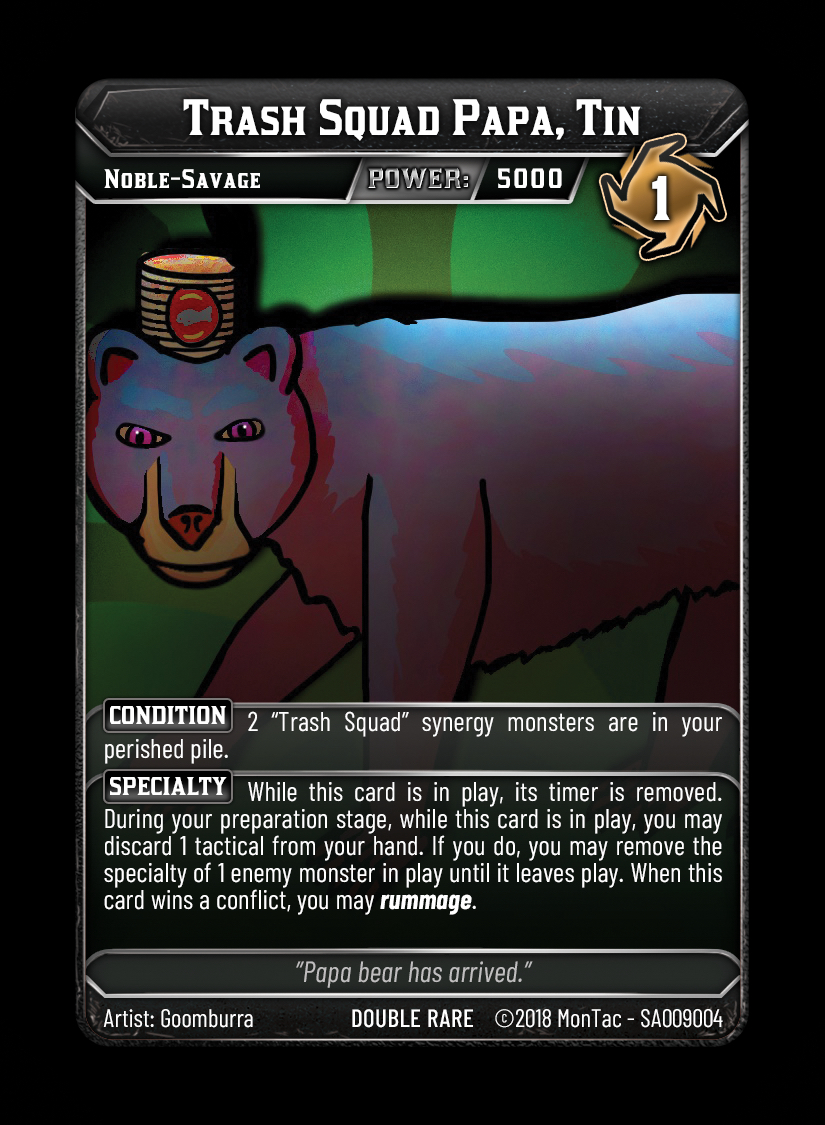 Trash Squad Papa, Tin
Noble-Savage POWER: 5000 1
CONDITION 2 “Trash Squad” synergy monsters are in your
perished pile.
SPECIALTY While this card is in play, its timer is removed.
During your preparation stage, while this card is in play, you may
discard 1 tactical from your hand. If you do, you may remove the
specialty of 1 enemy monster in play until it leaves play. When this
card wins a conflict, you may rummage.
"Papa bear has arrived."
Artist: Goomburra DOUBLE RARE ©2018 MonTac - SA009004